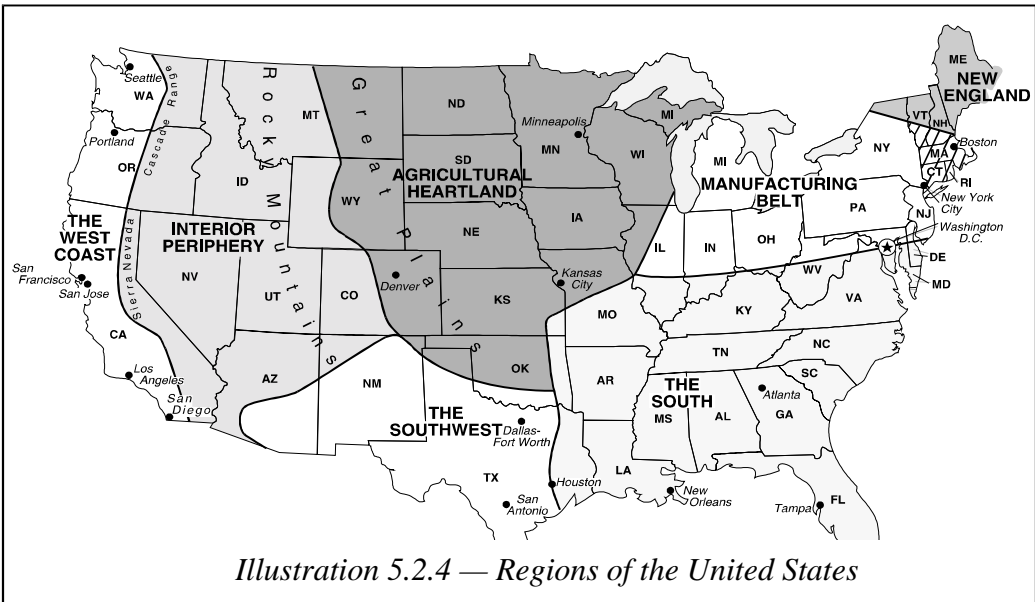 Seattle
WA
Cascade Range
Portland
OR
Rocky Mountains
MT
ID
WY
Great Plains
ND
SD
AGRICULTURAL
HEARTLAND
NE
Minneapolis
MN
WI
MI
IA
MI
MANUFACTURING
BELT
NY
ME
NEW
ENGLAND
VT
NH
Boston
MA
CT
RI
New York
City
PA
NJ
Washington
D.C.
DE
MD
THE
WEST
COAST
INTERIOR
PERIPHERY
San
Francisco
San Jose
Sierra Nevada
NV
UT
CO
Denver
KS
Kansas
City
IL
IN
OH
WV
VA
MO
KY
CA
Los
Angeles
San
Diego
AZ
NM
OK
AR
TN
NC
SC
THE
SOUTH
Atlanta
MS
AL
GA
THE
SOUTHWEST
Dallas-
Fort Worth
TX
San
Antonio
Houston
LA
New
Orleans
Tampa
FL
Illustration 5.2.4 — Regions of the United States